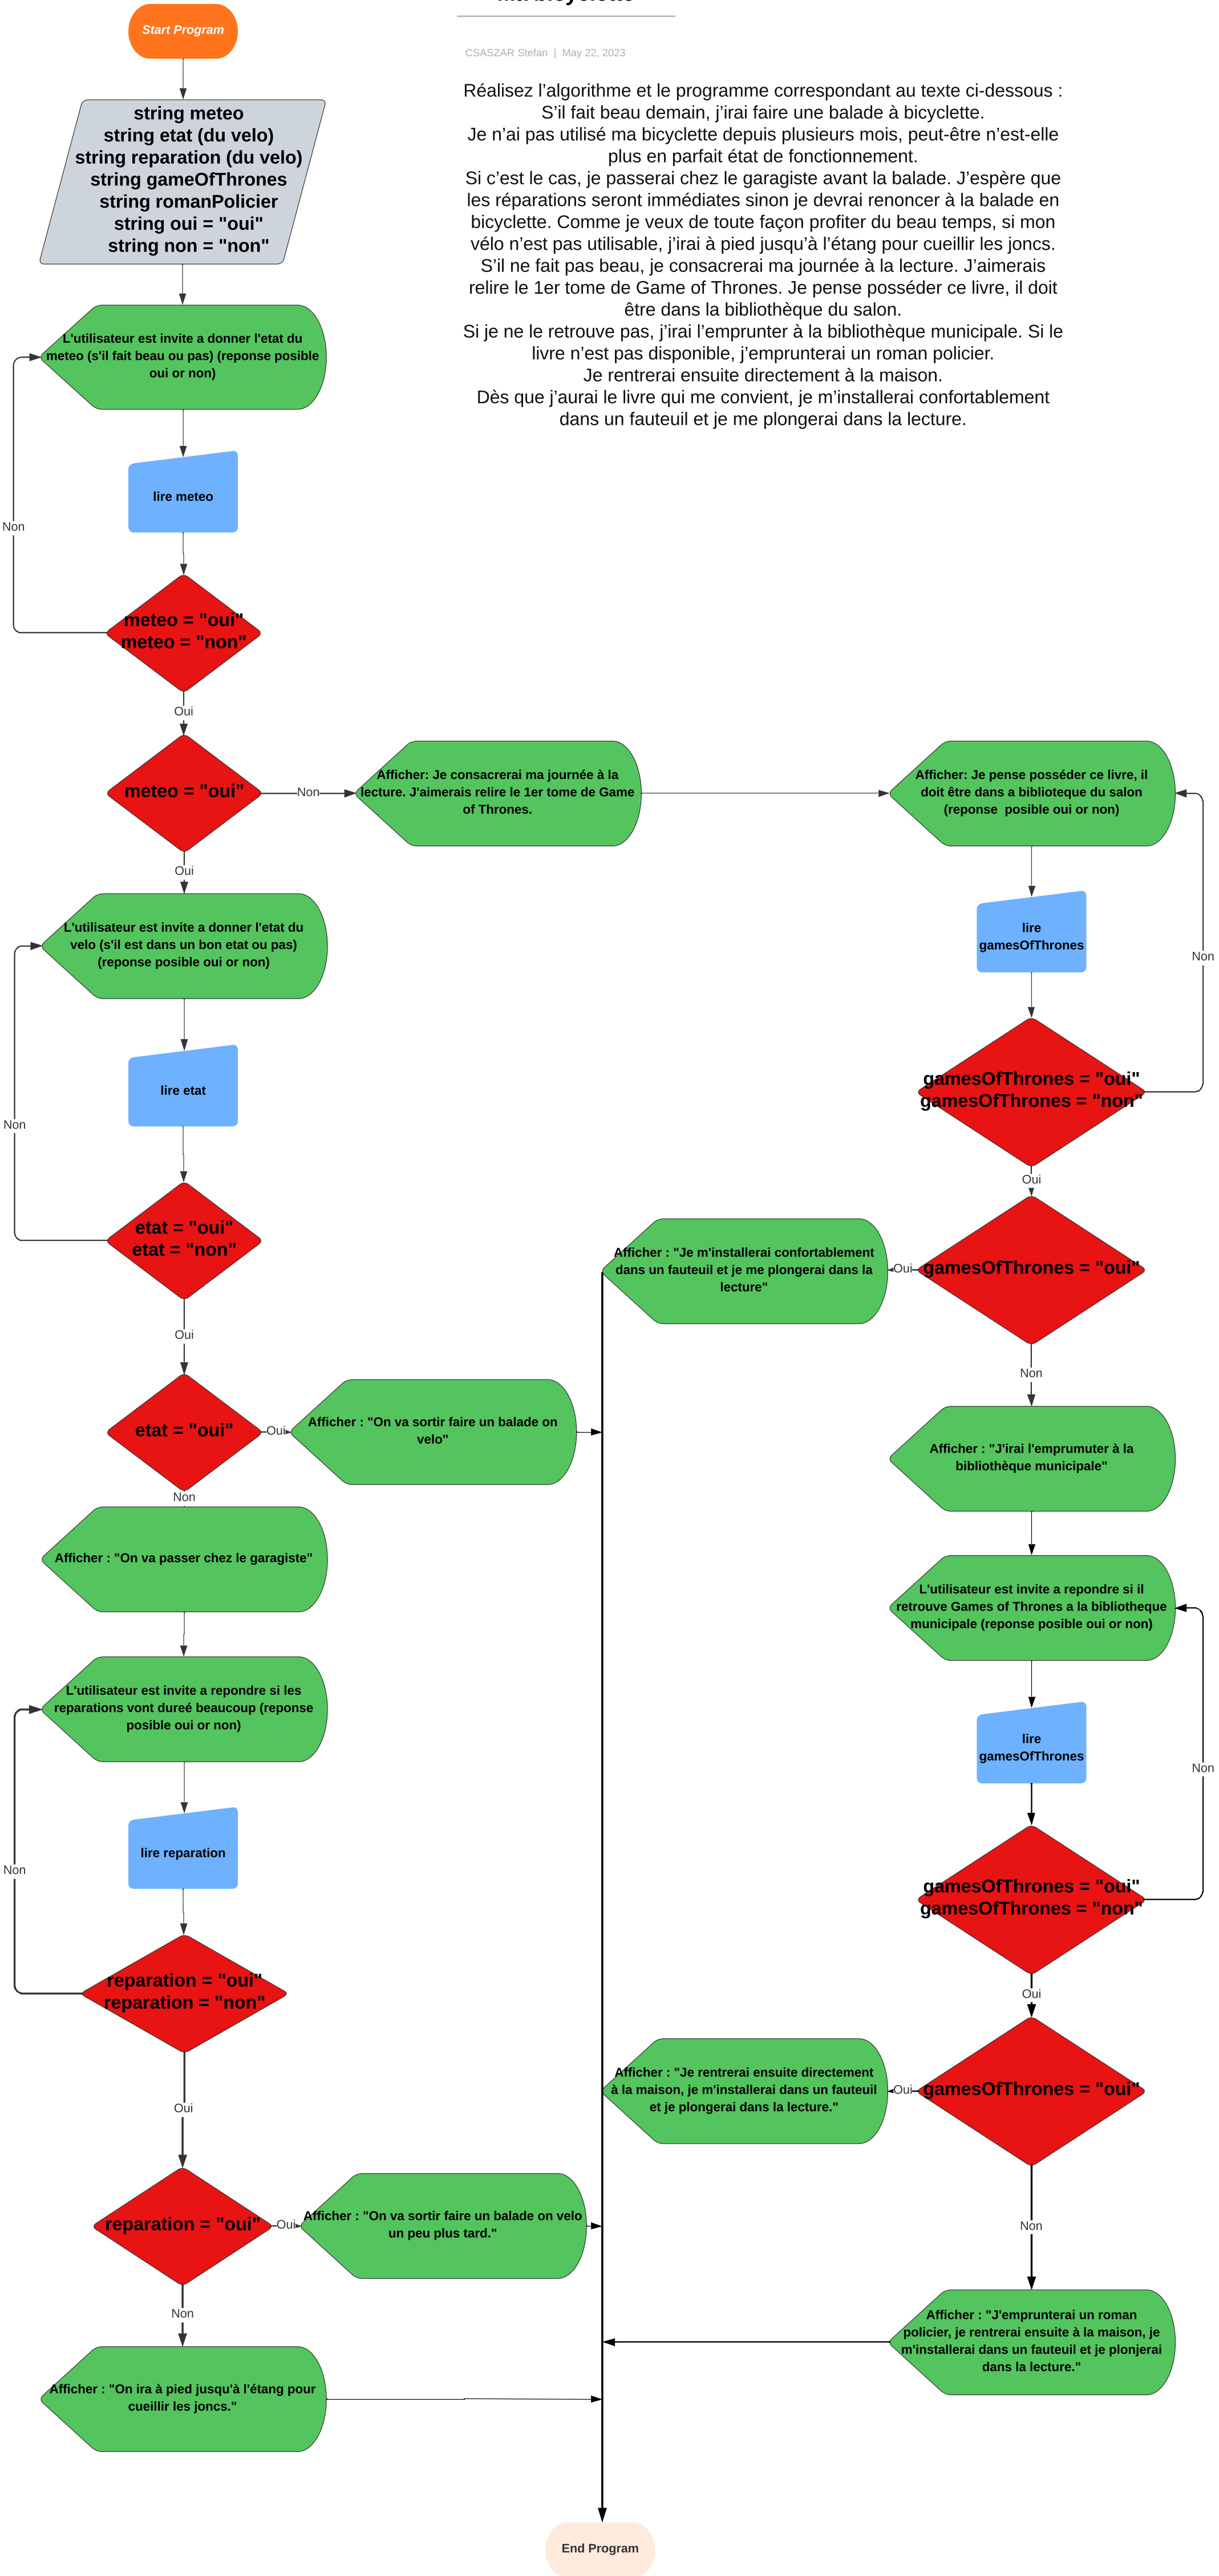 Start Program
CSASZAR Stefan | May 22, 2023
Réalisez l'algorithme et le programme correspondant au texte ci-dessous :
S'il fait beau demain, j'irai faire une balade à bicyclette.
Je n'ai pas utilisé ma bicyclette depuis plusieurs mois, peut-être n'est-elle
plus en parfait état de fonctionnement.
Si c'est le cas, je passerai chez le garagiste avant la balade. J'espère que
les réparations seront immédiates sinon je devrai renoncer à la balade en
bicyclette. Comme je veux de toute façon profiter du beau temps, si mon
vélo n'est pas utilisable, j'irai à pied jusqu'à l'étang pour cueillir les joncs.
S'il ne fait pas beau, je consacrerai ma journée à la lecture. J'aimerais
relire le 1er tome de Game of Thrones. Je pense posséder ce livre, il doit
être dans la bibliothèque du salon.
Si je ne le retrouve pas, j'irai l'emprunter à la bibliothèque municipale. Si le
livre n'est pas disponible, j'emprunterai un roman policier.
Je rentrerai ensuite directement à la maison.
Dès que j'aurai le livre qui me convient, je m'installerai confortablement
dans un fauteuil et je me plongerai dans la lecture.
string meteo
string etat (du velo)
string reparation (du velo)
string gameOfThrones
string romanPolicier
string oui = "oui"
string non = "non"
L'utilisateur est invite a donner l'etat du
meteo (s'il fait beau ou pas) (reponse posible
oui or non)
lire meteo
Non
meteo = "oui"
meteo = "non"
Oui
meteo = "oui"
Non
Afficher: Je consacrerai ma journée à la
lecture. J'aimerais relire le 1er tome de Game
of Thrones.
Afficher: Je pense posséder ce livre, il
doit être dans a biblioteque du salon
(reponse  posible oui or non)
Oui
L'utilisateur est invite a donner l'etat du
velo (s'il est dans un bon etat ou pas)
(reponse posible oui or non)
lire
gamesOfThrones
Non
lire etat
gamesOfThrones = "oui"
gamesOfThrones = "non"
Non
Oui
etat = "oui"
etat = "non"
Afficher : "Je m'installerai confortablement
dans un fauteuil et je me plongerai dans la
lecture"
Oui
gamesOfThrones = "oui"
Oui
Non
etat = "oui"
Oui
Afficher : "On va sortir faire un balade on
velo"
Afficher : "J'irai l'emprumuter à la
bibliothèque municipale"
Non
Afficher : "On va passer chez le garagiste"
L'utilisateur est invite a repondre si il
retrouve Games of Thrones a la bibliotheque
municipale (reponse posible oui or non)
L'utilisateur est invite a repondre si les
reparations vont dureé beaucoup (reponse
posible oui or non)
lire
gamesOfThrones
Non
lire reparation
Non
gamesOfThrones = "oui"
gamesOfThrones = "non"
reparation = "oui"
reparation = "non"
Oui
Afficher : "Je rentrerai ensuite directement
à la maison, je m'installerai dans un fauteuil
et je plongerai dans la lecture."
Oui
gamesOfThrones = "oui"
Oui
reparation = "oui"
Oui
Afficher : "On va sortir faire un balade on velo
un peu plus tard."
Non
Non
Afficher : "J'emprunterai un roman
policier, je rentrerai ensuite à la maison, je
m'installerai dans un fauteuil et je plonjerai
dans la lecture."
Afficher : "On ira à pied jusqu'à l'étang pour
cueillir les joncs."
End Program